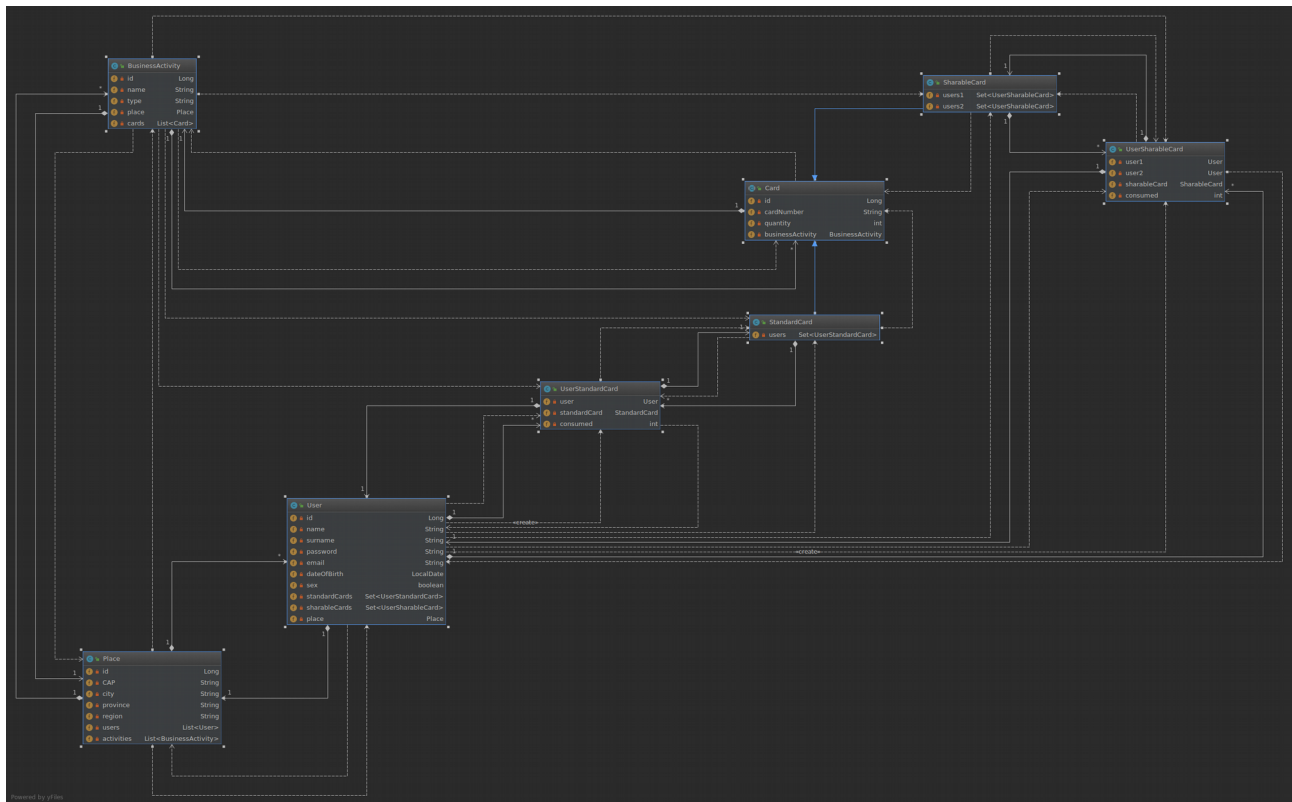 BusinessActivity
id Long
name String
type String
place Place
cards List<Card>
SharableCard
users1 Set<UserSharableCard>
users2 Set<UserSharableCard>
UserSharableCard
user1 User
user2 User
sharableCard SharableCard
consumed int
Card
id Long
cardNumber String
quantity int
businessActivity BusinessActivity
StandardCard
users Set<UserStandardCard>
UserStandardCard
user User
standardCard StandardCard
consumed int
User
id Long
name String
surname String
password String
email String
dateOfBirth LocalDate
sex boolean
standardCards Set<UserStandardCard>
sharableCards Set<UserSharableCard>
place Place
«create»
«create»
Place
id Long
CAP String
city String
province String
region String
users List<User>
activities List<BusinessActivity>
Powered by yFiles